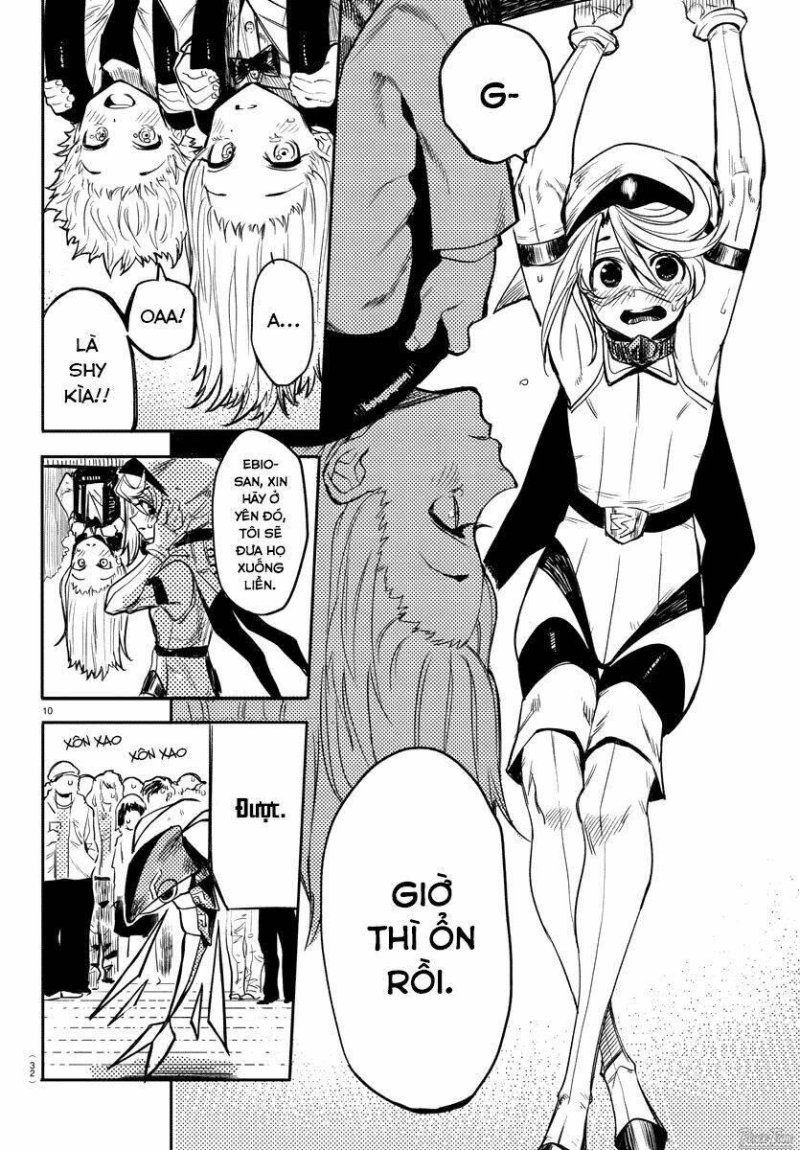 G-
GIỜ
THÌ ỔN
RỒI.
A...
OAA!
LÀ
SHY
KÌA!!
EBIO-
SAN, XIN
HÃY Ở
YÊN ĐÓ,
TÔI SẼ
ĐƯA HỌ
XUỐNG
LIỀN.
10
XÔN XAO
XÔN XAO
Được.
(32)